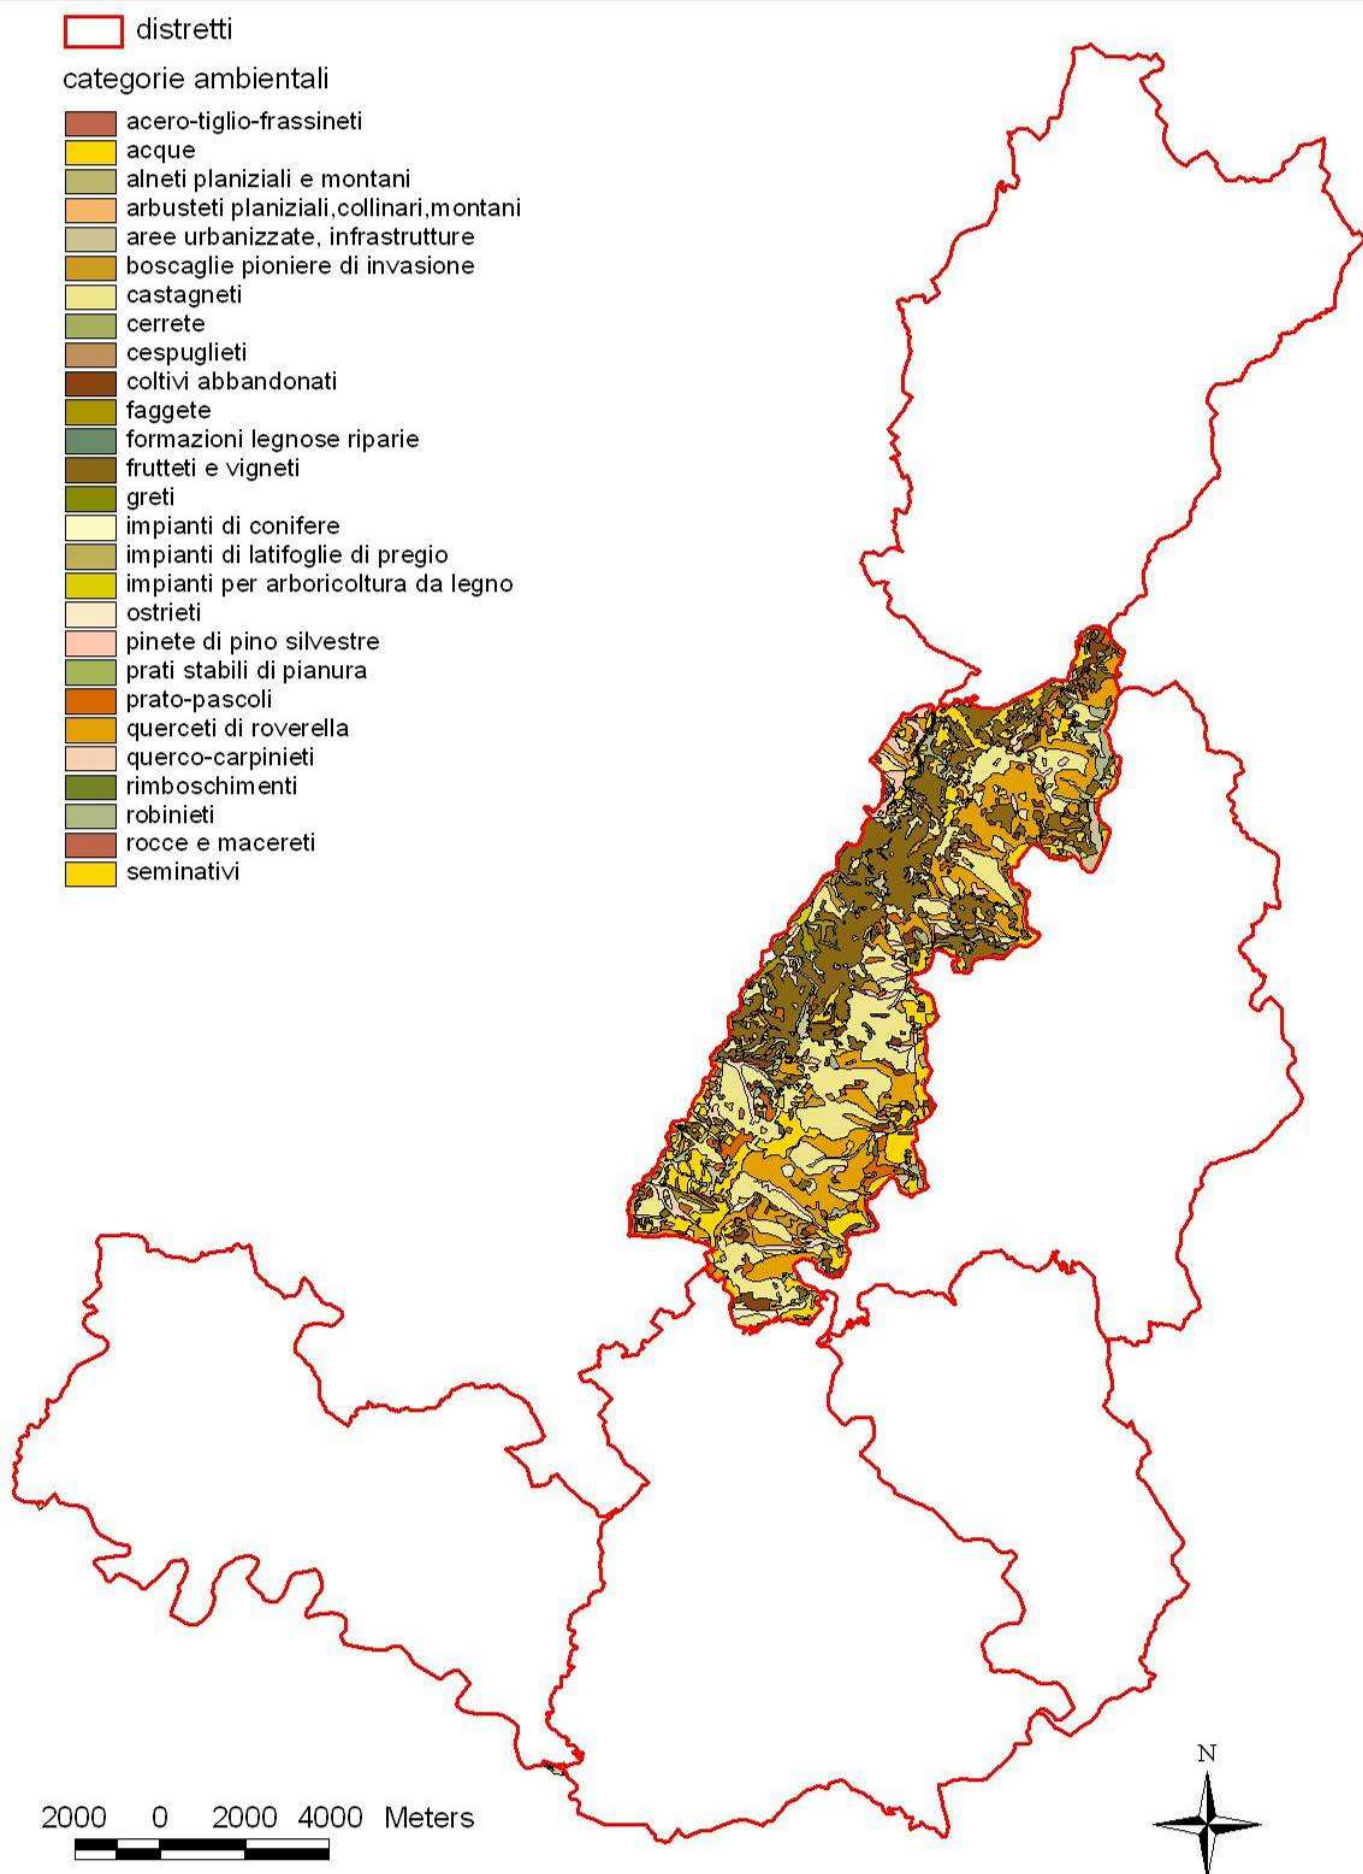 distretti
categorie ambientali
acero-tiglio-frassineti
acque
alneti planiziali e montani
arbusteti planiziali,collinari,montani
aree urbanizzate, infrastrutture
boscaglie pioniere di invasione
castagneti
cerrete
cespuglieti
coltivi abbandonati
faggete
formazioni legnose riparie
frutteti e vigneti
greti
impianti di conifere
impianti di latifoglie di pregio
impianti per arboricoltura da legno
ostrieti
pinete di pino silvestre
prati stabili di pianura
prato-pascoli
querceti di roverella
querco-carpinieti
rimboschimenti
robinieti
rocce e macereti
seminativi
N
2000 0 2000 4000 Meters